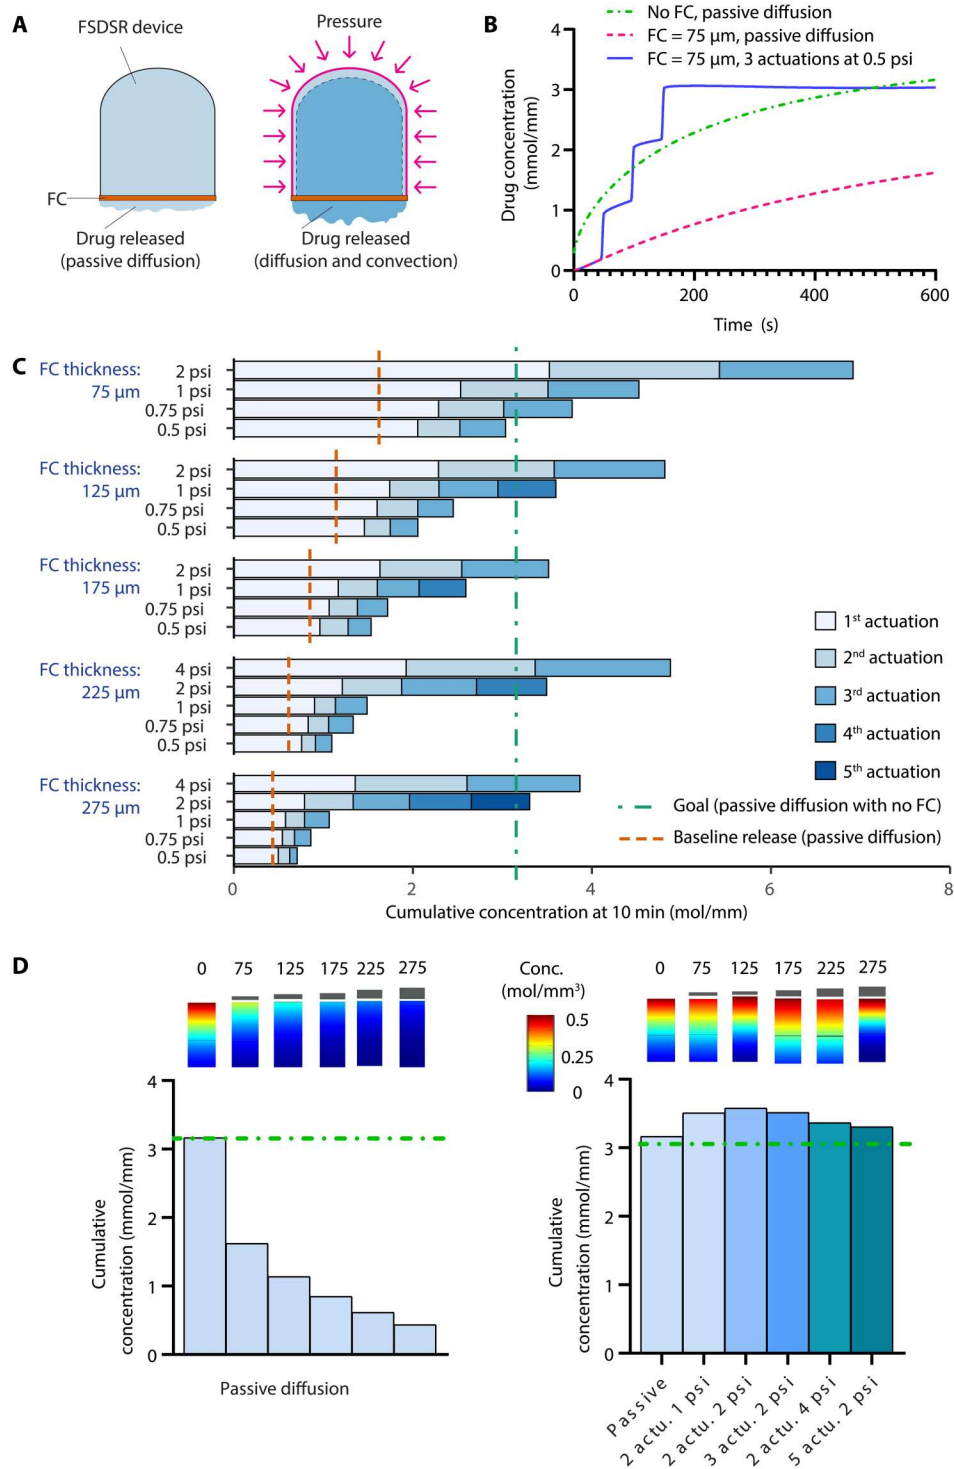 A
FSDSR device
Pressure
FC
Drug released
(passive diffusion)
Drug released
(diffusion and convection)
B
No FC, passive diffusion
FC = 75 µm, passive diffusion
FC = 75 µm, 3 actuations at 0.5 psi
Drug concentration
(mmol/mm)
4
3
2
1
0
0
200
400
600
Time (s)
C
FC thickness:
75 µm
2 psi
1 psi
0.75 psi
0.5 psi
FC thickness:
125 µm
2 psi
1 psi
0.75 psi
0.5 psi
FC thickness:
175 µm
2 psi
1 psi
0.75 psi
0.5 psi
FC thickness:
225 µm
4 psi
2 psi
1 psi
0.75 psi
0.5 psi
FC thickness:
275 µm
4 psi
2 psi
1 psi
0.75 psi
0.5 psi
1st actuation
2nd actuation
3rd actuation
4th actuation
5th actuation
Goal (passive diffusion with no FC)
Baseline release (passive diffusion)
0 2 4 6 8
Cumulative concentration at 10 min (mol/mm)
D
0 75 125 175 225 275
Conc.
(mol/mm3)
0.5
0.25
0
0 75 125 175 225 275
Cumulative
concentration (mmol/mm)
4
3
2
1
0
Passive diffusion
Cumulative
concentration (mmol/mm)
4
3
2
1
0
Passive
2 actu. 1 psi
2 actu. 2 psi
3 actu. 2 psi
2 actu. 4 psi
5 actu. 2 psi